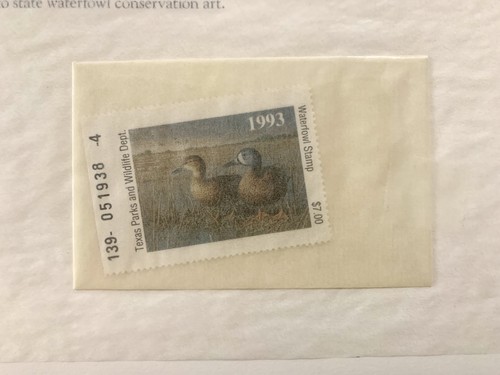 to state waterfowl conservation art.
1993
Waterfowl Stamp
$7.00
Texas Parks and Wildlife Dept.
139- 051938 -4